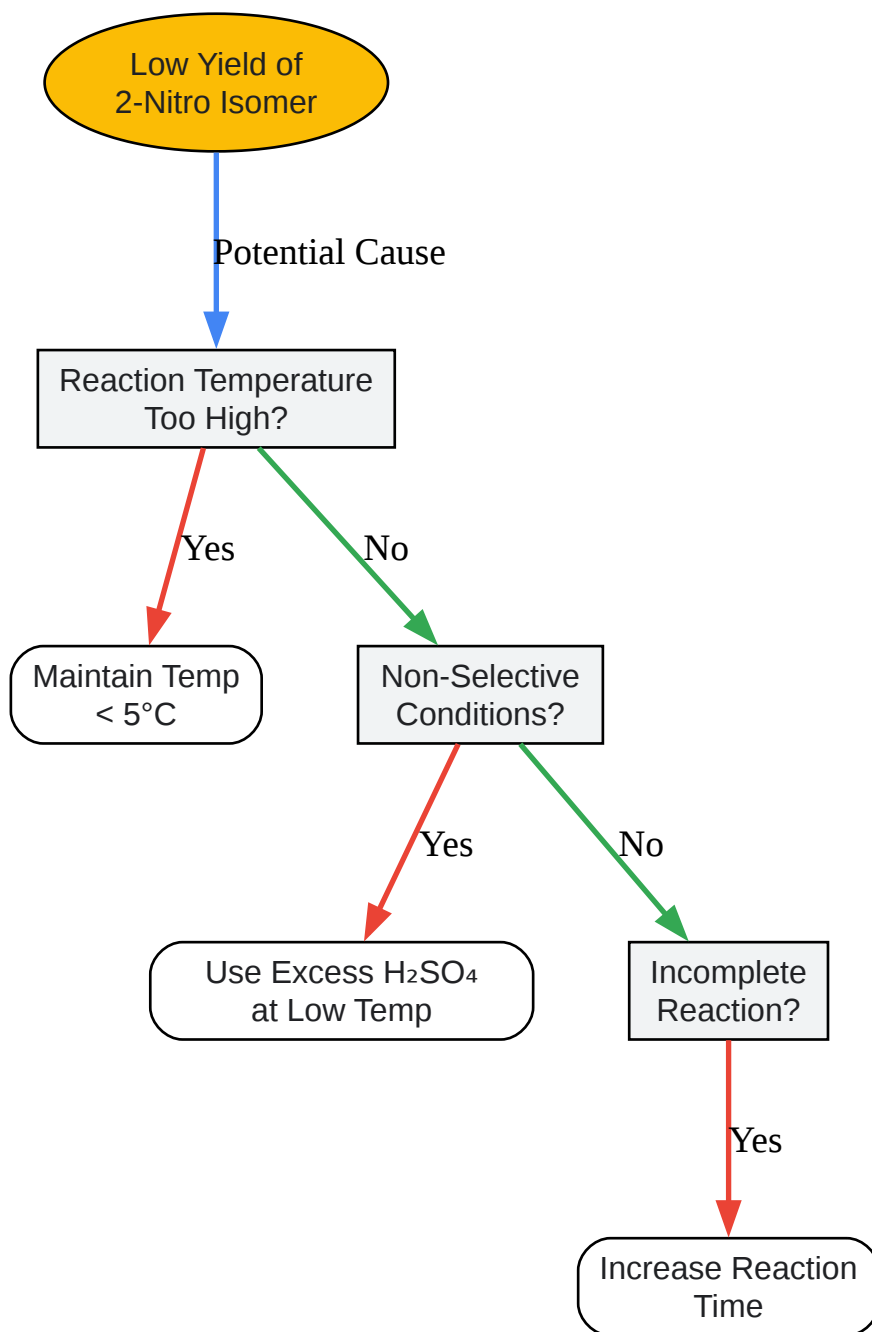 Low Yield of
2-Nitro Isomer
Potential Cause
Reaction Temperature
Too High?
Yes
No
Maintain Temp
< 5°C
Non-Selective
Conditions?
Yes
No
Use Excess H₂SO₄
at Low Temp
Incomplete
Reaction?
Yes
Increase Reaction
Time